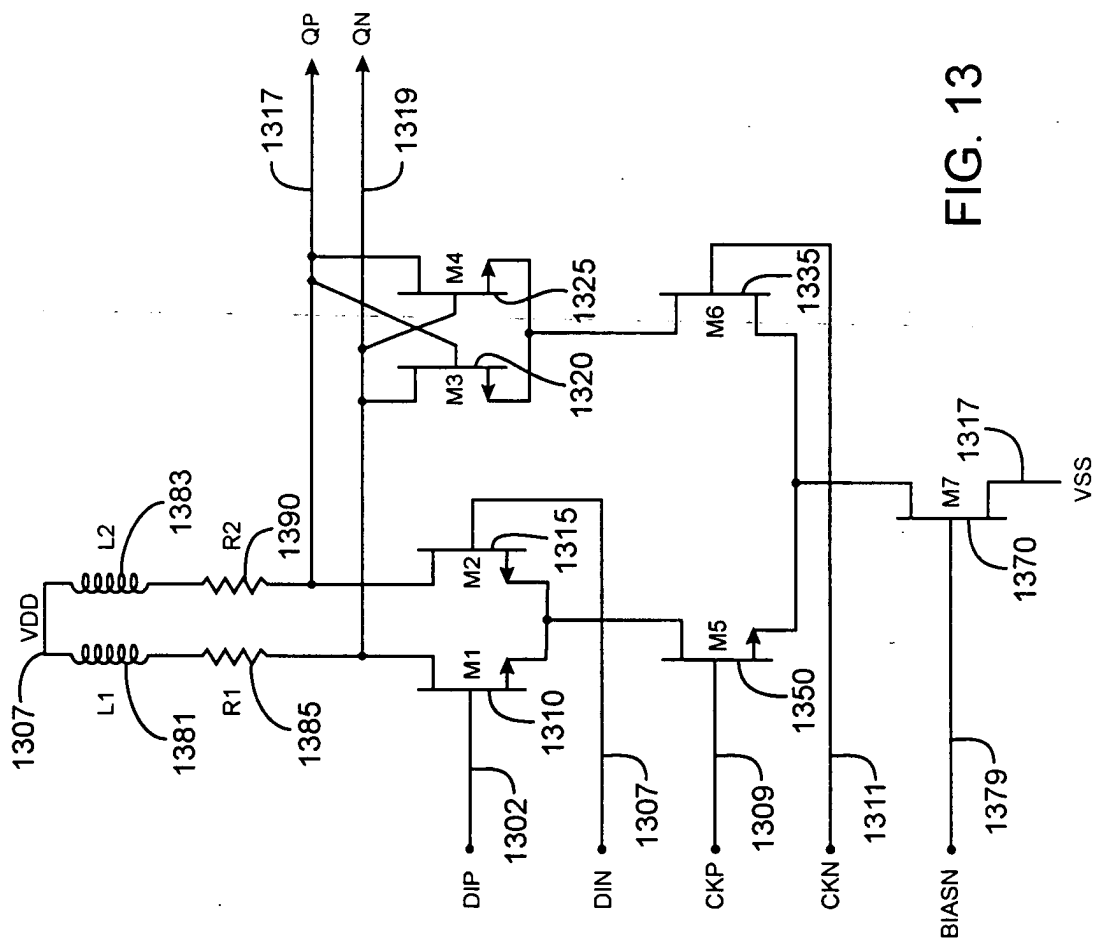 FIG. 13
1307
VDD
L1
1381
L2
1383
R1
1385
R2
1390
1317
QP
1319
QN
M3
1320
M4
1325
DIP
1302
M1
1310
M2
1315
DIN
1307
CKP
1309
M5
1350
M6
1335
CKN
1311
BIASN
1379
M7
1370
1317
VSS